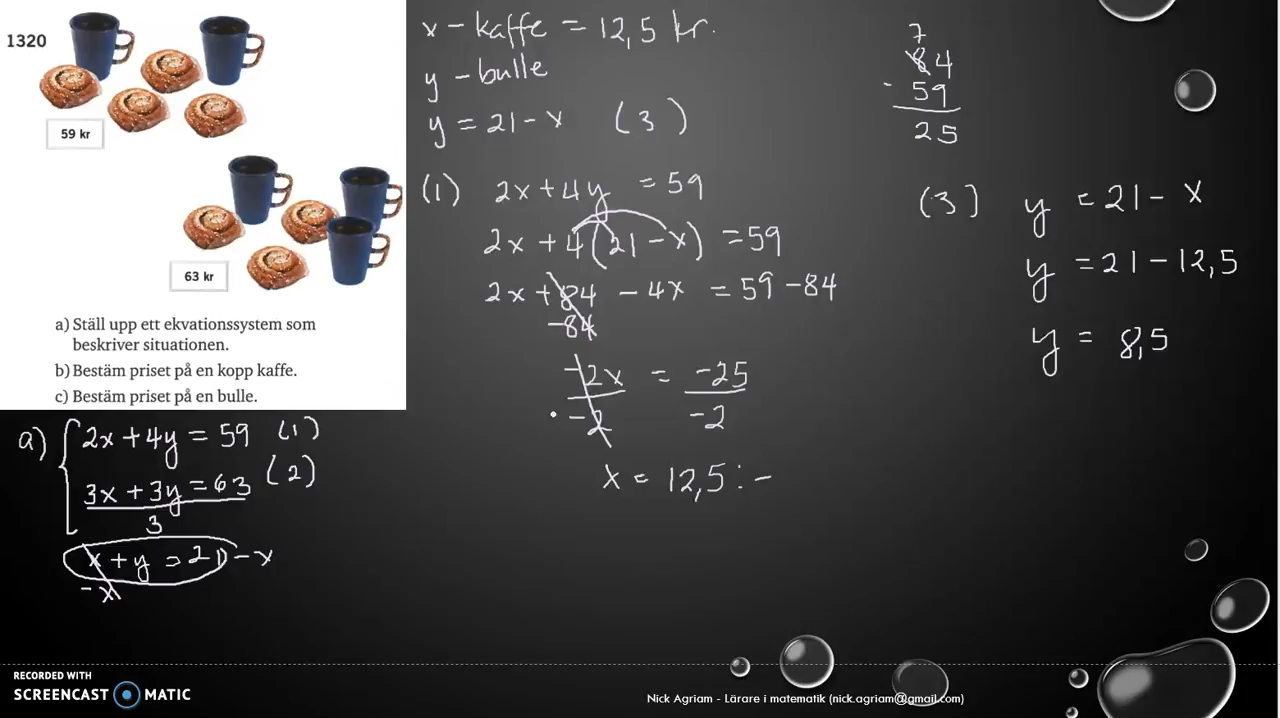 1320
59 kr
63 kr
a) Ställ upp ett ekvationssystem som
beskriver situationen.
b) Bestäm priset på en kopp kaffe.
c) Bestäm priset på en bulle.
a) 2x + 4y = 59 (1)
3x + 3y = 63 (2)
3
x + y = 21 - x
-x
x - kaffe = 12,5 kr.
y - bulle
y = 21 - x (3)
(1) 2x + 4y = 59
2x + 4(21 - x) = 59
2x + 84 - 4x = 59 - 84
-84
-2x = -25
-2 -2
x = 12,5 :-
7
84
- 59
25
(3) y = 21 - x
y = 21 - 12,5
y = 8,5
RECORDED WITH
SCREENCAST MATIC
Nick Agriam - Lärare i matematik (nick.agriam@gmail.com)